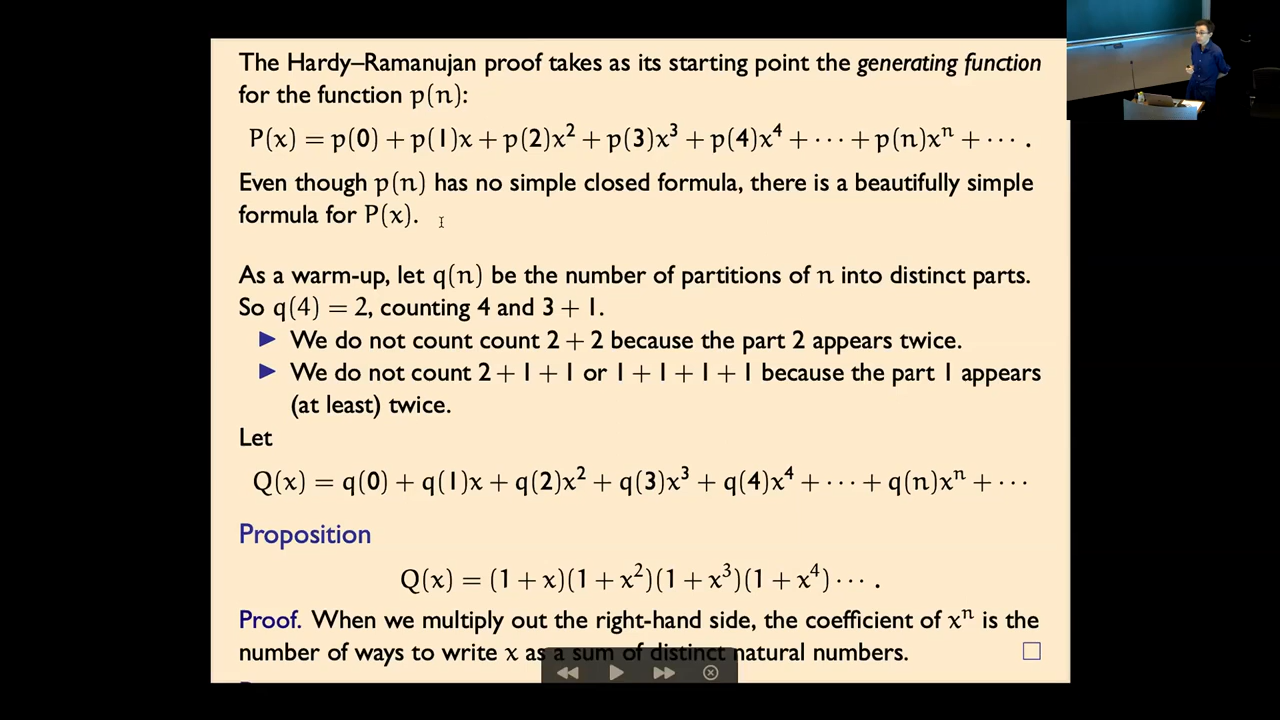 The Hardy–Ramanujan proof takes as its starting point the generating function
for the function p(n):
P(x) = p(0) + p(1)x + p(2)x² + p(3)x³ + p(4)x⁴ + ··· + p(n)xⁿ + ··· .
Even though p(n) has no simple closed formula, there is a beautifully simple
formula for P(x).
As a warm-up, let q(n) be the number of partitions of n into distinct parts.
So q(4) = 2, counting 4 and 3 + 1.
▶ We do not count count 2 + 2 because the part 2 appears twice.
▶ We do not count 2 + 1 + 1 or 1 + 1 + 1 + 1 because the part 1 appears
(at least) twice.
Let
Q(x) = q(0) + q(1)x + q(2)x² + q(3)x³ + q(4)x⁴ + ··· + q(n)xⁿ + ···
Proposition
Q(x) = (1 + x)(1 + x²)(1 + x³)(1 + x⁴) ··· .
Proof. When we multiply out the right-hand side, the coefficient of xⁿ is the
number of ways to write x as a sum of distinct natural numbers. □